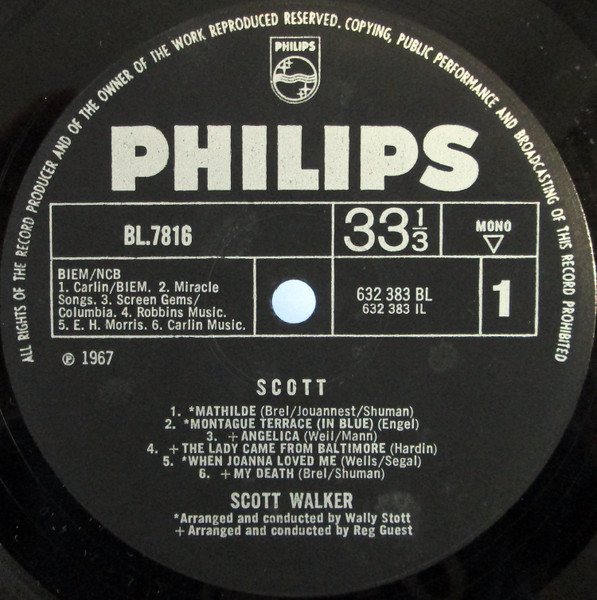 ALL RIGHTS OF THE RECORD PRODUCER AND OF THE OWNER OF THE WORK REPRODUCED RESERVED. COPYING, PUBLIC PERFORMANCE AND BROADCASTING OF THIS RECORD PROHIBITED
PHILIPS
PHILIPS
BL.7816
33 1/3
MONO
BIEM/NCB
1. Carlin/BIEM. 2. Miracle
Songs. 3. Screen Gems/
Columbia. 4. Robbins Music.
5. E. H. Morris. 6. Carlin Music.
632 383 BL
632 383 IL
1
℗ 1967
SCOTT
1. *MATHILDE (Brel/Jouannest/Shuman)
2. *MONTAGUE TERRACE (IN BLUE) (Engel)
3. +ANGELICA (Weil/Mann)
4. +THE LADY CAME FROM BALTIMORE (Hardin)
5. *WHEN JOANNA LOVED ME (Wells/Segal)
6. +MY DEATH (Brel/Shuman)
SCOTT WALKER
*Arranged and conducted by Wally Stott
+Arranged and conducted by Reg Guest